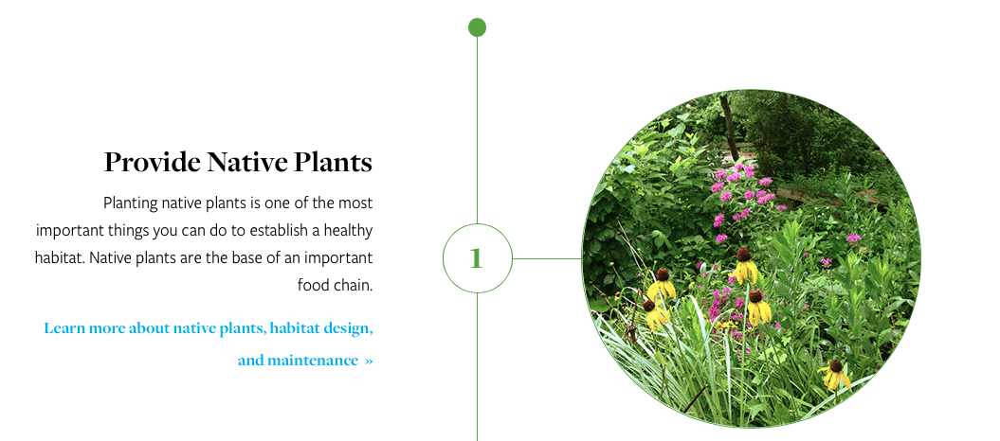 Provide Native Plants
Planting native plants is one of the most
important things you can do to establish a healthy
habitat. Native plants are the base of an important
food chain.
Learn more about native plants, habitat design,
and maintenance »
1